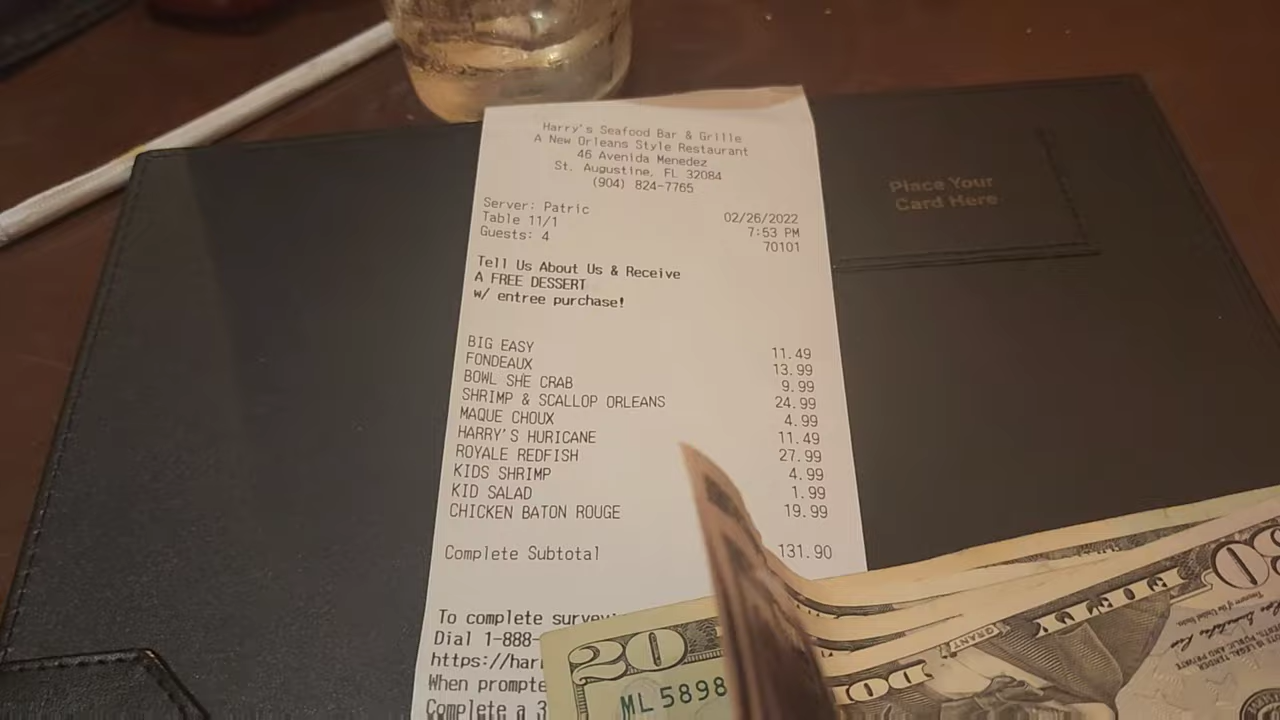 Harry's Seafood Bar & Grille
A New Orleans Style Restaurant
46 Avenida Menedez
St. Augustine, FL 32084
(904) 824-7765
Server: Patric
02/26/2022
Table 11/1
7:53 PM
Guests: 4
70101
Tell Us About Us & Receive
A FREE DESSERT
w/ entree purchase!
BIG EASY 11.49
FONDEAUX 13.99
BOWL SHE CRAB 9.99
SHRIMP & SCALLOP ORLEANS 24.99
MAQUE CHOUX 4.99
HARRY'S HURICANE 11.49
ROYALE REDFISH 27.99
KIDS SHRIMP 4.99
KID SALAD 1.99
CHICKEN BATON ROUGE 19.99
Complete Subtotal 131.90
To complete survey
Dial 1-888-
https://har
When prompte
Complete a 3
Place Your
Card Here
20
ML5898
50
FIFTY
GRANT
DO